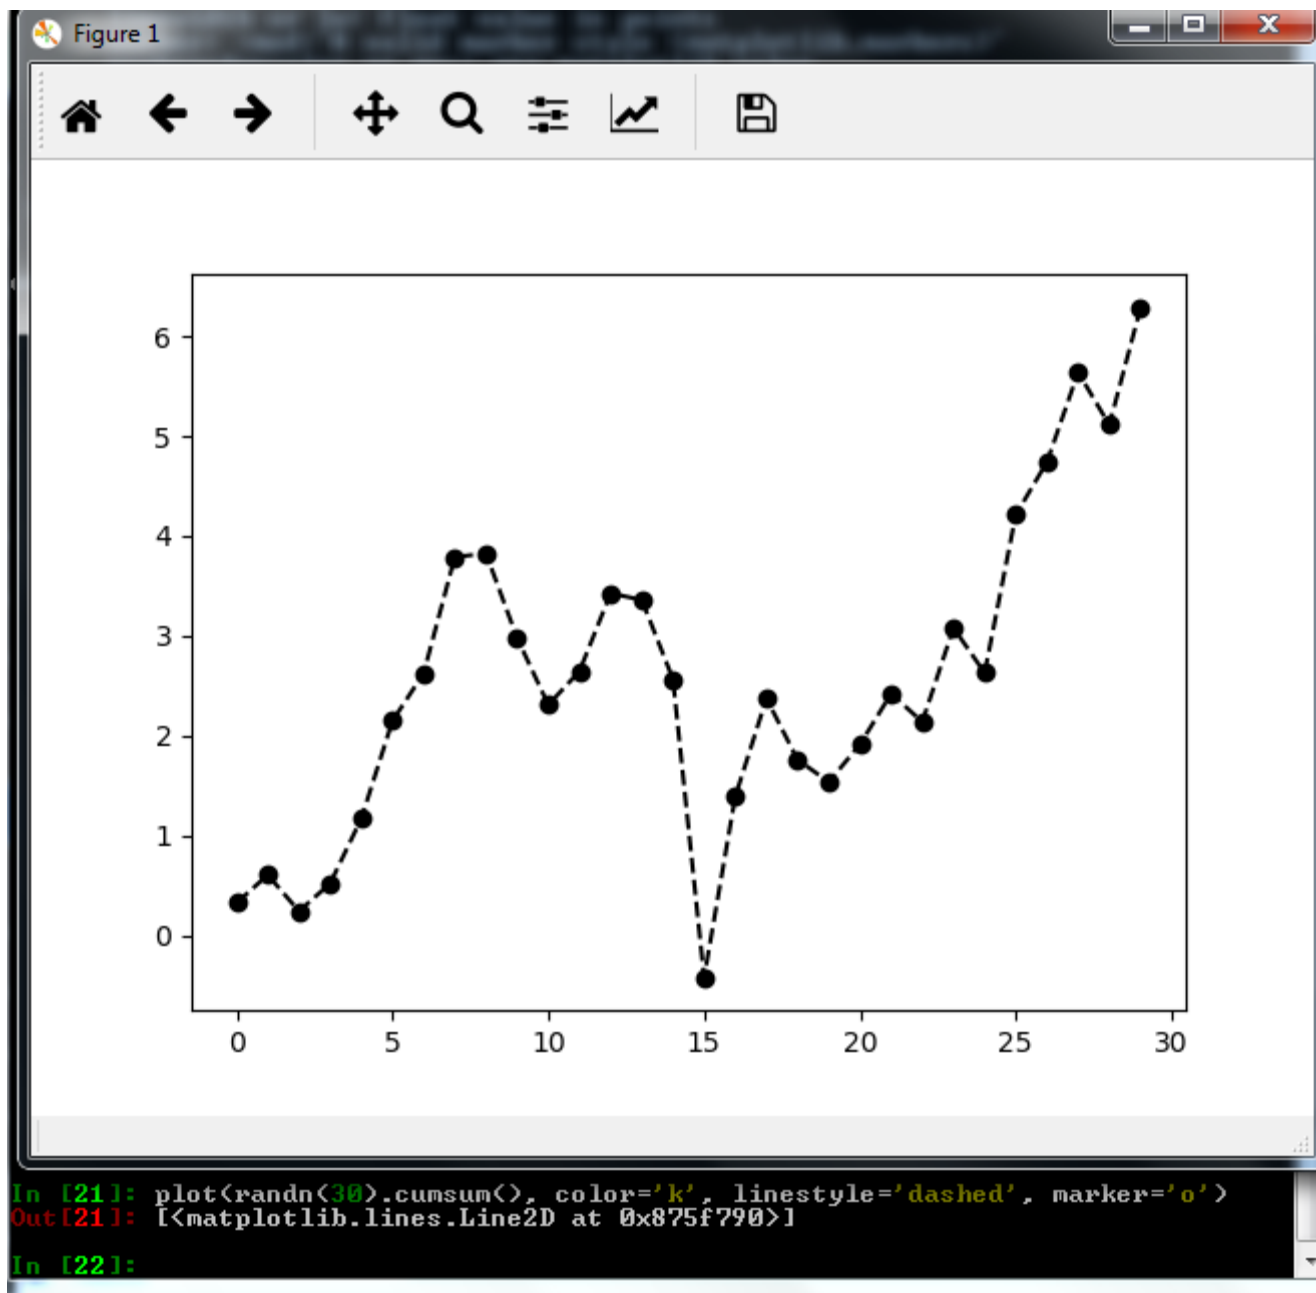 Figure 1
6
5
4
3
2
1
0
0 5 10 15 20 25 30
In [21]: plot(randn(30).cumsum(), color='k', linestyle='dashed', marker='o')
Out[21]: [<matplotlib.lines.Line2D at 0x875f790>]
In [22]: